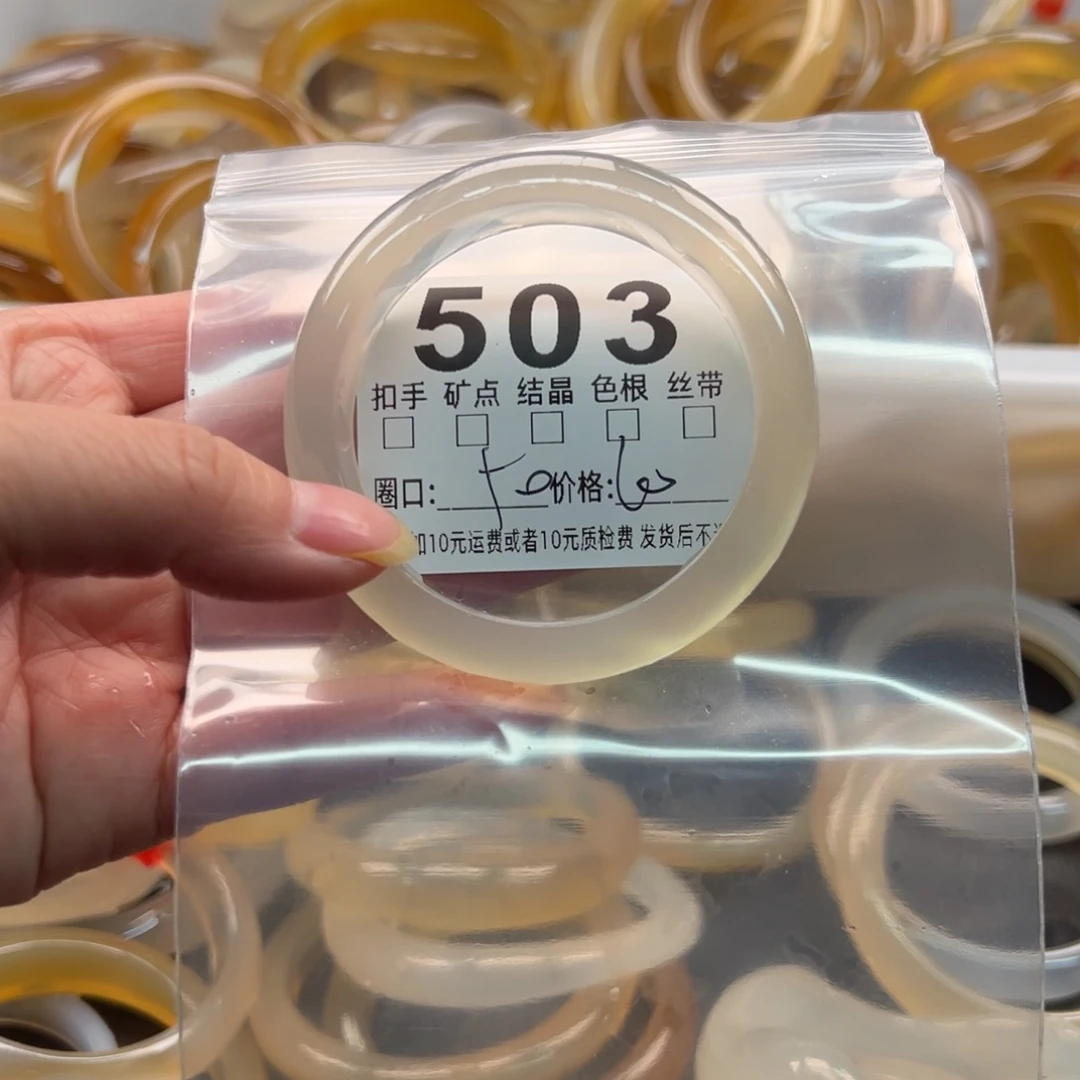 503
扣手 矿点 结晶 色根 丝带
圈口: 价格:
扣10元运费或者10元质检费 发货后不